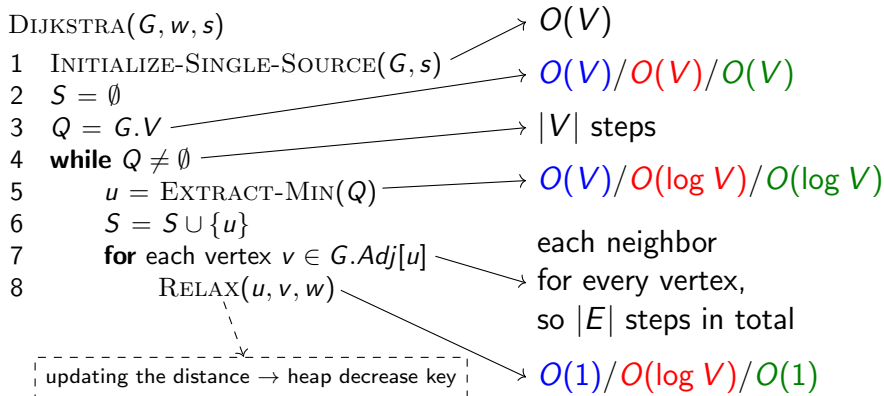 DIJKSTRA(G, w, s)
1 INITIALIZE-SINGLE-SOURCE(G, s)
2 S = ∅
3 Q = G.V
4 while Q ≠ ∅
5 u = EXTRACT-MIN(Q)
6 S = S ∪ {u}
7 for each vertex v ∈ G.Adj[u]
8 RELAX(u, v, w)
updating the distance → heap decrease key
O(V)
O(V)/O(V)/O(V)
|V| steps
O(V)/O(log V)/O(log V)
each neighbor
for every vertex,
so |E| steps in total
O(1)/O(log V)/O(1)